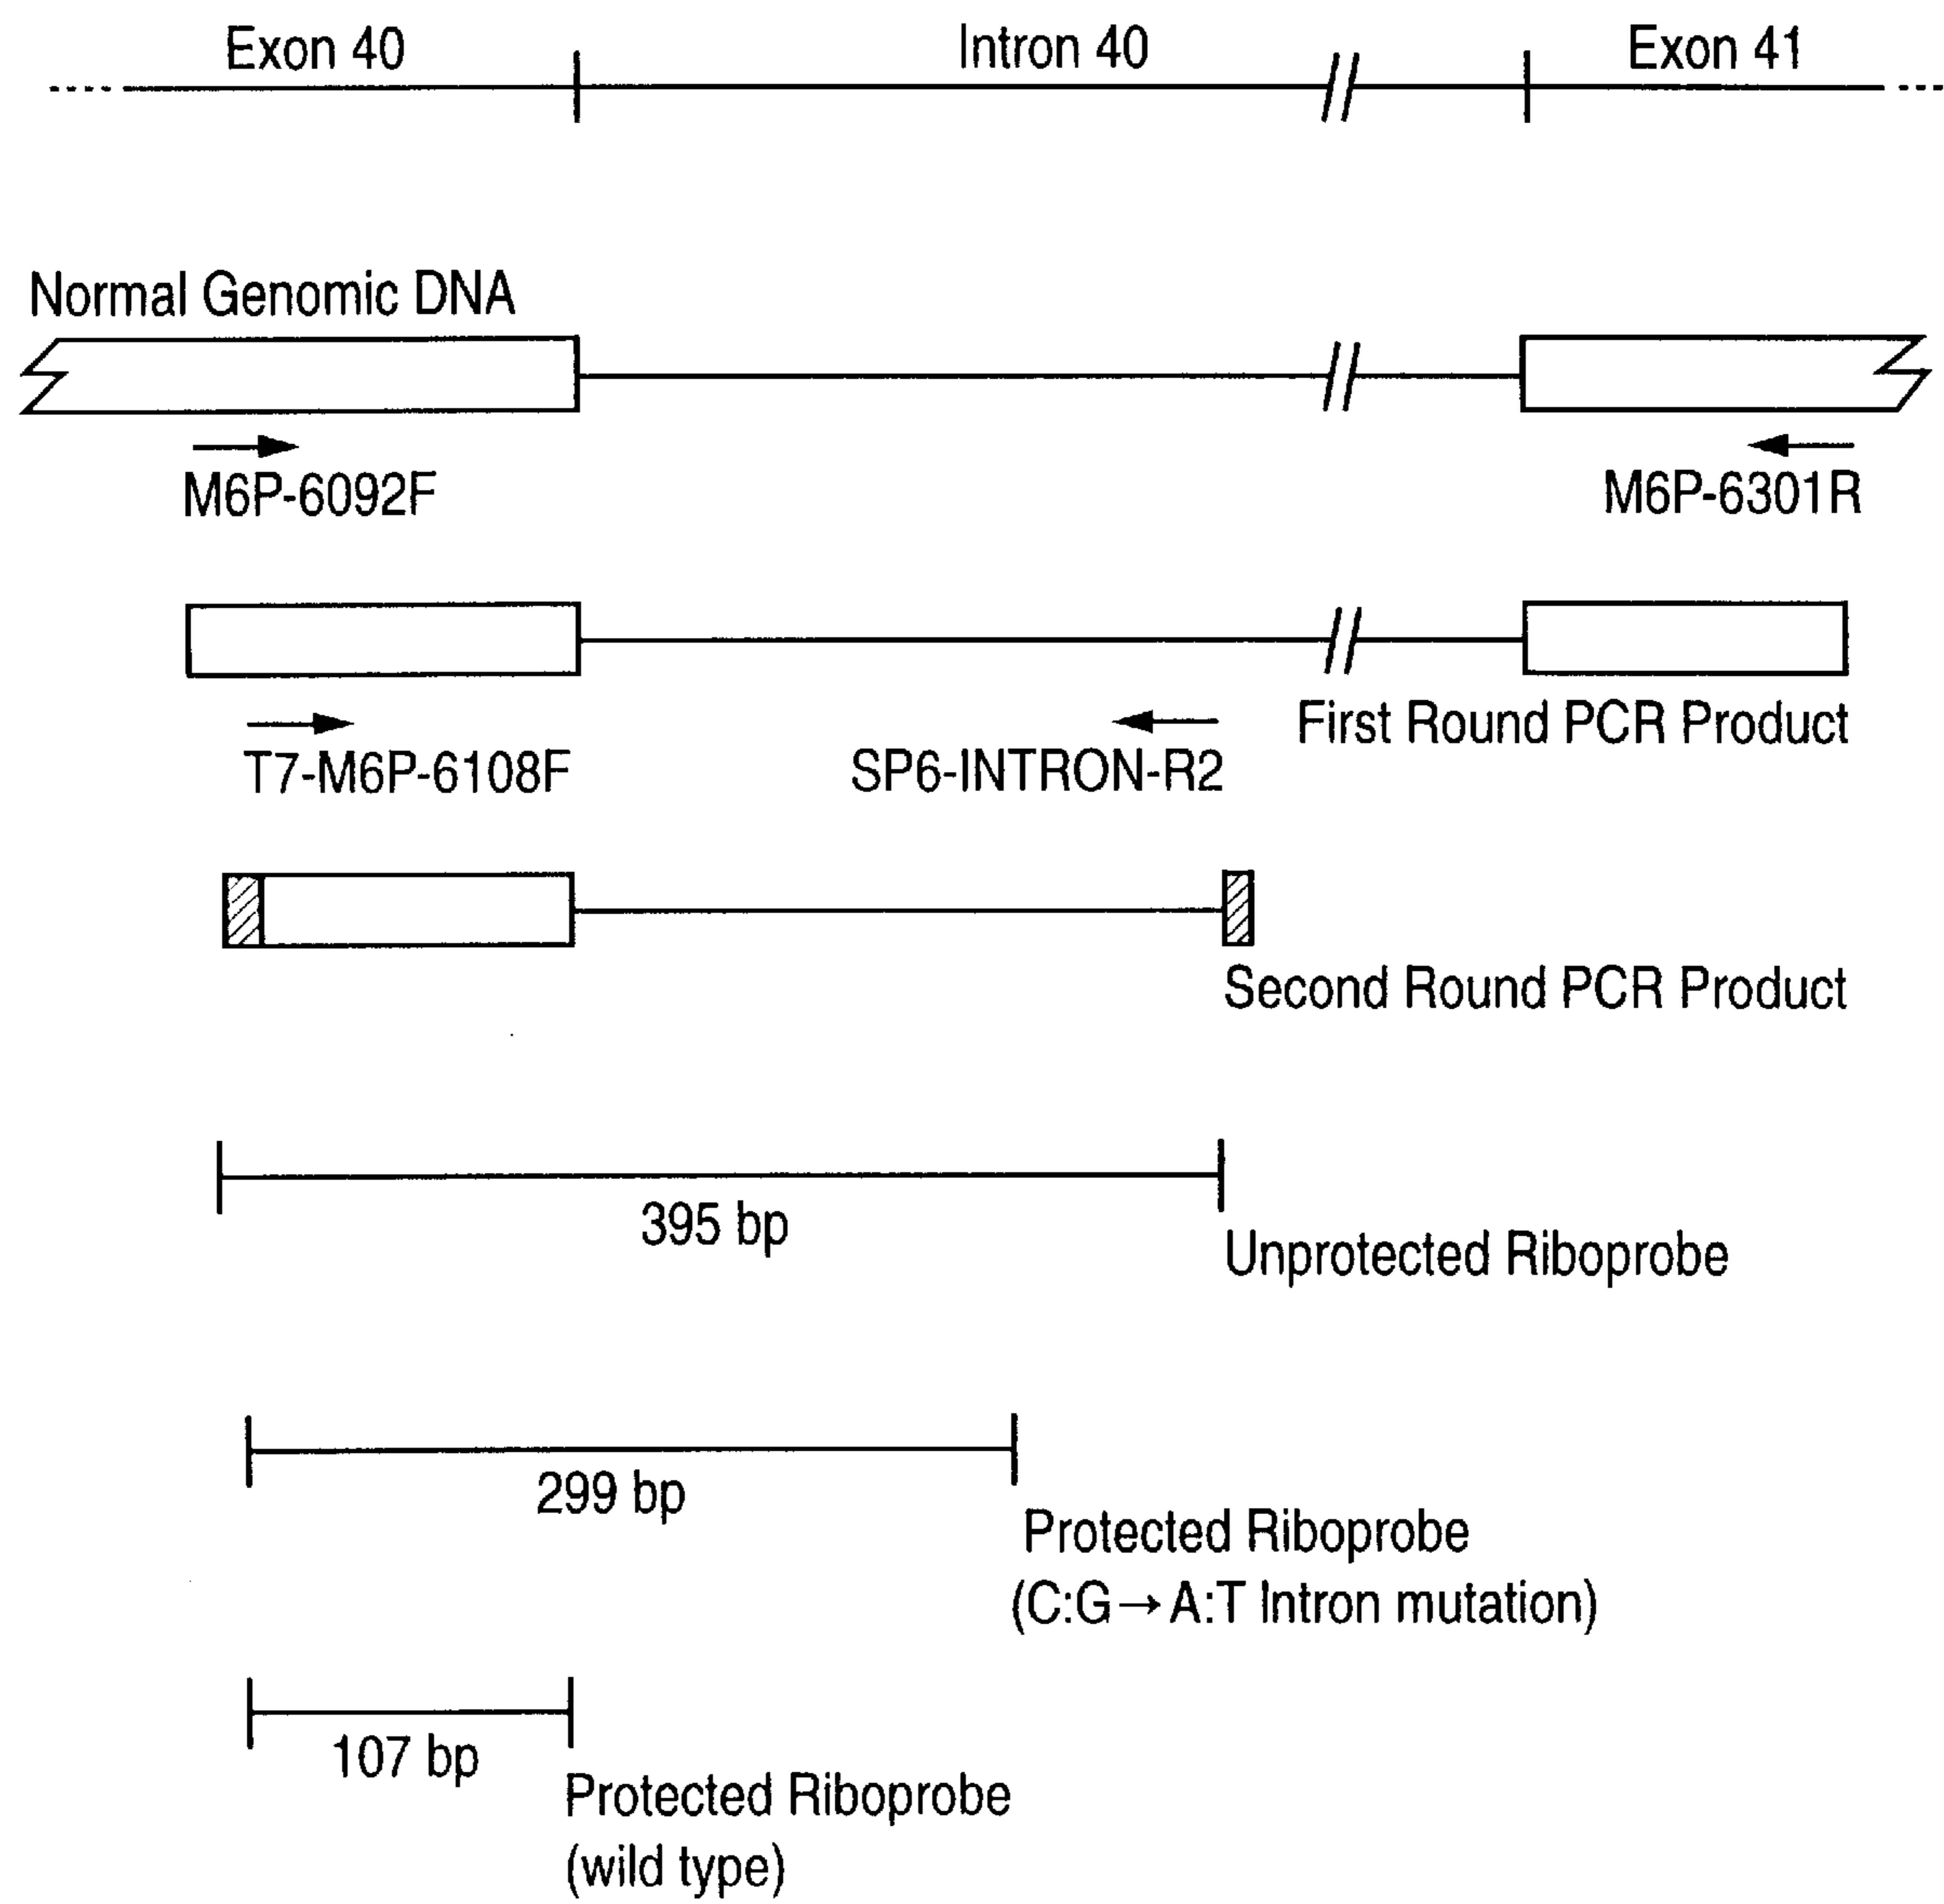 Exon 40 Intron 40 Exon 41
Normal Genomic DNA
M6P-6092F M6P-6301R
First Round PCR Product
T7-M6P-6108F SP6-INTRON-R2
Second Round PCR Product
395 bp
Unprotected Riboprobe
299 bp
Protected Riboprobe
(C:G→A:T Intron mutation)
107 bp
Protected Riboprobe
(wild type)